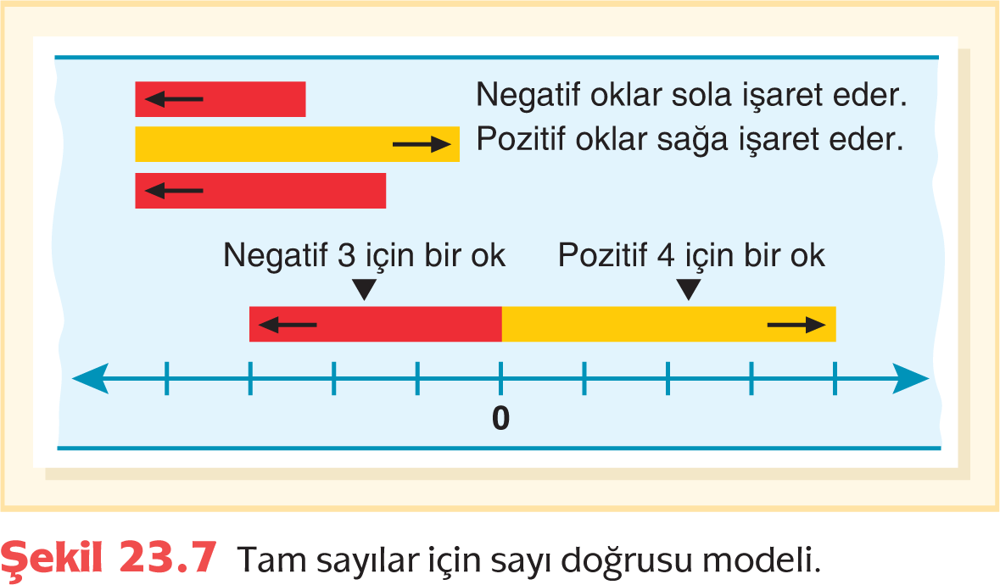 Negatif oklar sola işaret eder.
Pozitif oklar sağa işaret eder.
Negatif 3 için bir ok
Pozitif 4 için bir ok
0
Şekil 23.7 Tam sayılar için sayı doğrusu modeli.